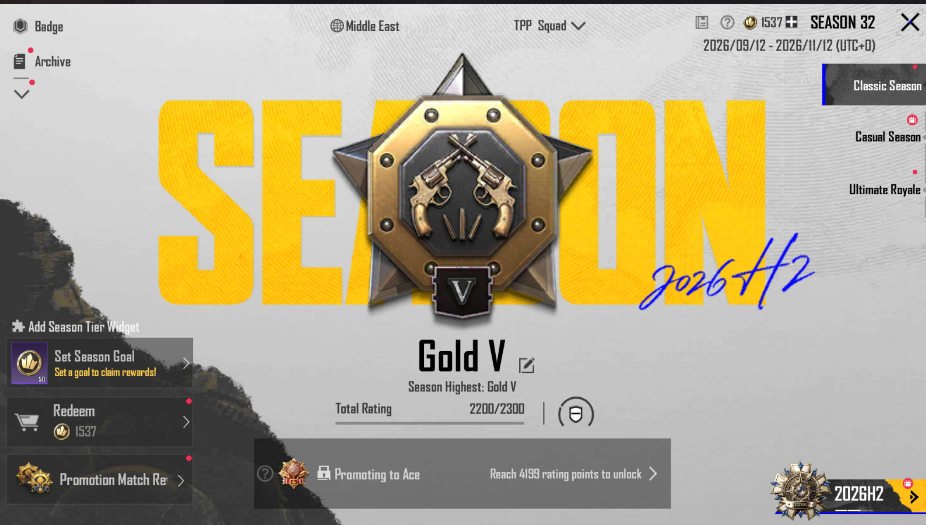 Badge
Middle East
TPP Squad
1537
SEASON 32
2026/09/12 - 2026/11/12 (UTC+0)
Archive
Classic Season
Casual Season
Ultimate Royale
SEASON
2026H2
V
Add Season Tier Widget
Set Season Goal
Set a goal to claim rewards!
50
Gold V
Season Highest: Gold V
Total Rating 2200/2300
Redeem
1537
Promotion Match Re
Promoting to Ace
Reach 4199 rating points to unlock
2026H2